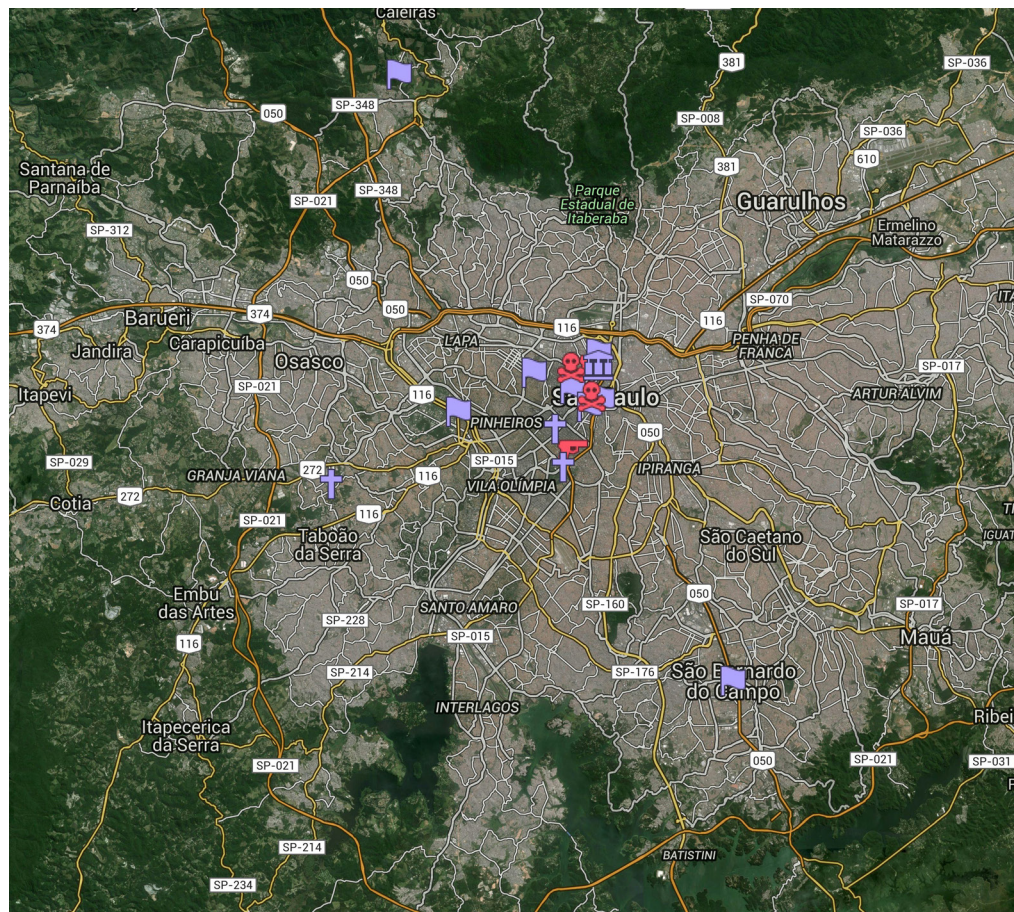 Caieiras
381
SP-036
SP-348
050
SP-008
SP-036
610
381
Santana de
Parnaíba
Parque
Estadual de
Itaberaba
SP-348
SP-021
Guarulhos
SP-312
Ermelino
Matarazzo
050
SP-070
050
374
Barueri
116
116
374
Carapicuíba
LAPA
PENHA DE
FRANÇA
Jandira
Osasco
SP-017
SP-021
116
Itapevi
ARTUR ALVIM
PINHEIROS
050
SP-029
SP-015
GRANJA VIANA
272
116
IPIRANGA
VILA OLÍMPIA
272
Cotia
116
SP-021
Taboão
da Serra
São Caetano
do Sul
Embu
das Artes
050
SANTO AMARO
SP-160
SP-017
SP-228
116
SP-015
Mauá
SP-214
SP-176
São Bernardo
do Campo
INTERLAGOS
Itapecerica
da Serra
050
SP-021
SP-021
SP-031
SP-214
BATISTINI
SP-234